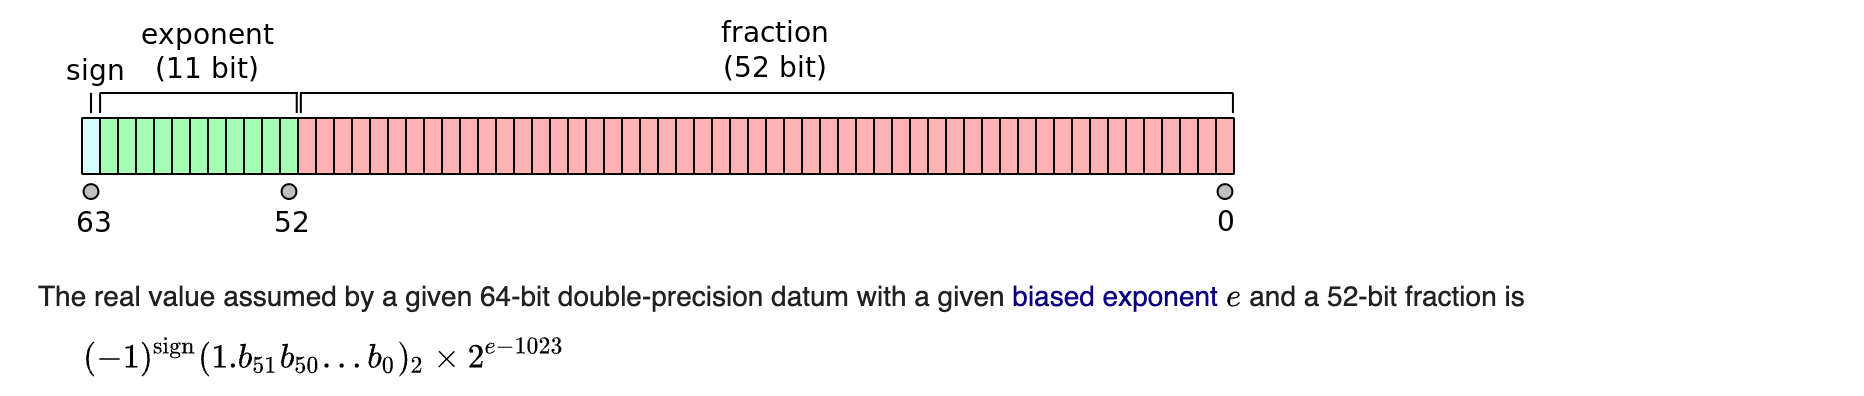 exponent
(11 bit)
sign
fraction
(52 bit)
63
52
0
The real value assumed by a given 64-bit double-precision datum with a given biased exponent e and a 52-bit fraction is
(−1)^sign (1.b₅₁b₅₀…b₀)₂ × 2^(e−1023)